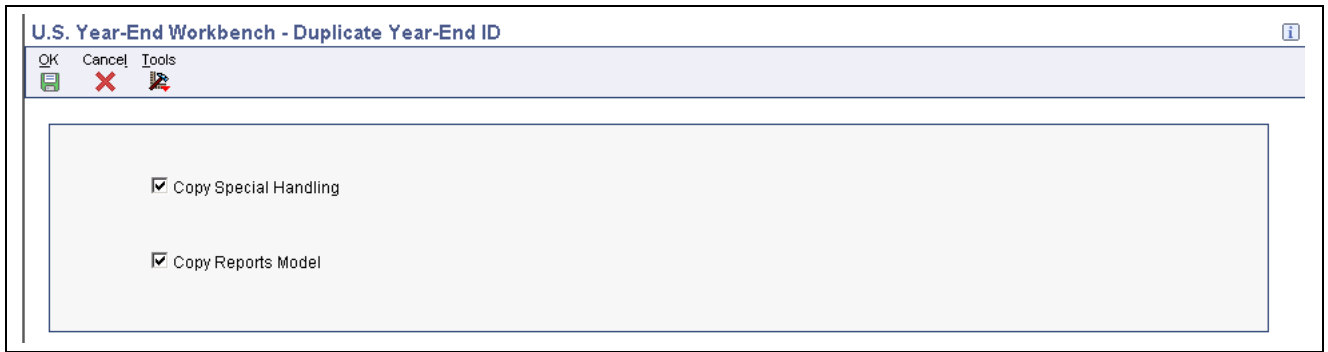 U.S. Year-End Workbench - Duplicate Year-End ID
OK Cancel Tools
Copy Special Handling
Copy Reports Model